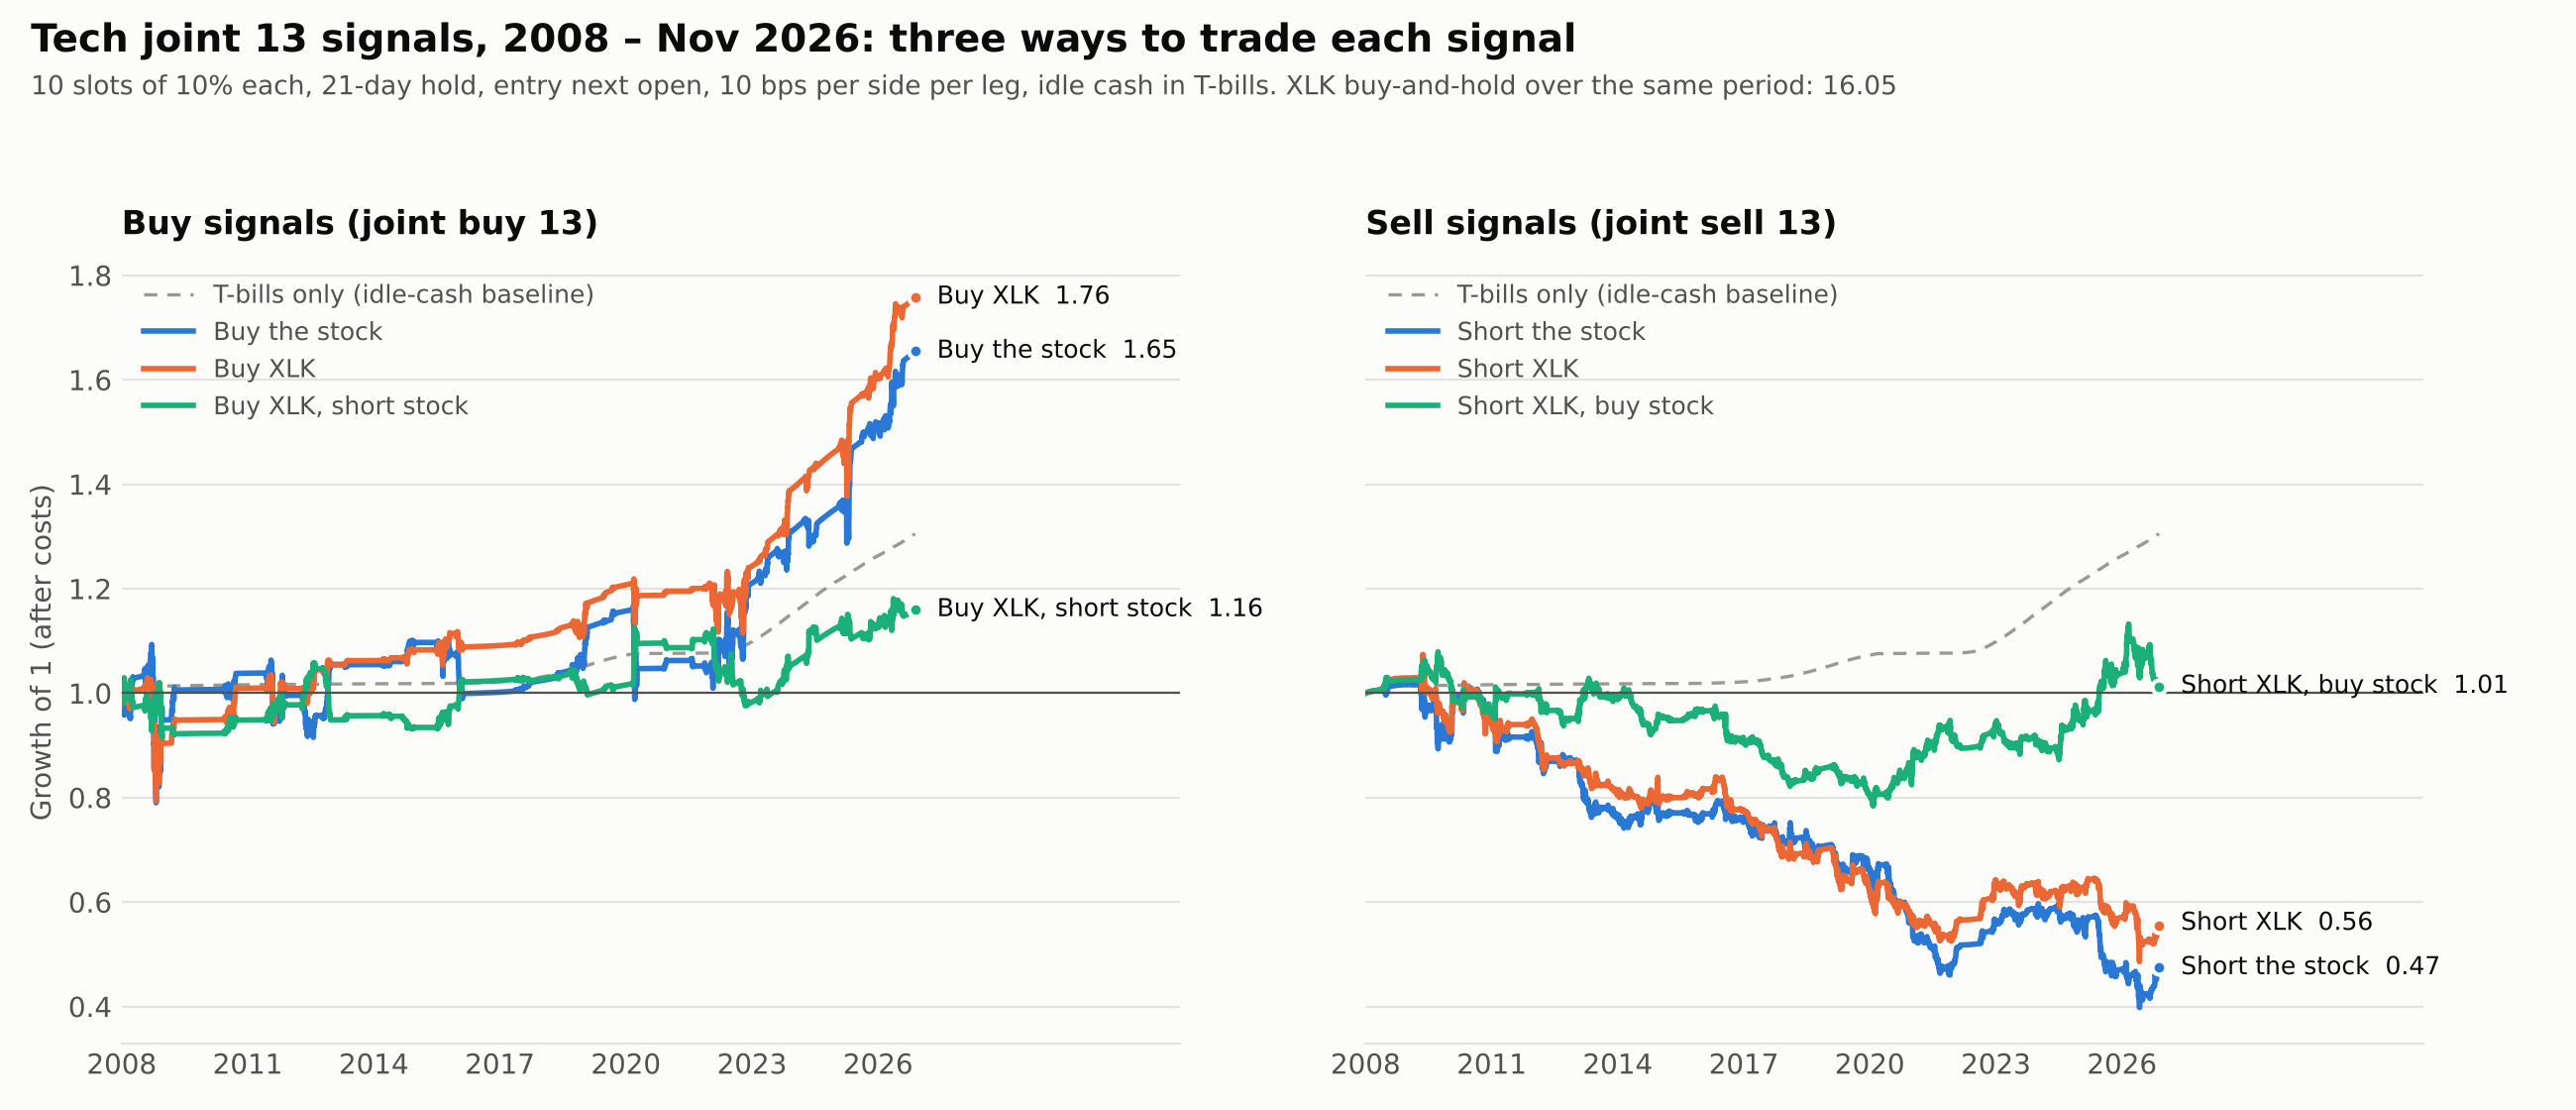 Tech joint 13 signals, 2008 – Nov 2026: three ways to trade each signal
10 slots of 10% each, 21-day hold, entry next open, 10 bps per side per leg, idle cash in T-bills. XLK buy-and-hold over the same period: 16.05
Buy signals (joint buy 13)
Growth of 1 (after costs)
1.8
1.6
1.4
1.2
1.0
0.8
0.6
0.4
T-bills only (idle-cash baseline)
Buy the stock
Buy XLK
Buy XLK, short stock
Buy XLK 1.76
Buy the stock 1.65
Buy XLK, short stock 1.16
2008 2011 2014 2017 2020 2023 2026
Sell signals (joint sell 13)
T-bills only (idle-cash baseline)
Short the stock
Short XLK
Short XLK, buy stock
Short XLK, buy stock 1.01
Short XLK 0.56
Short the stock 0.47
2008 2011 2014 2017 2020 2023 2026